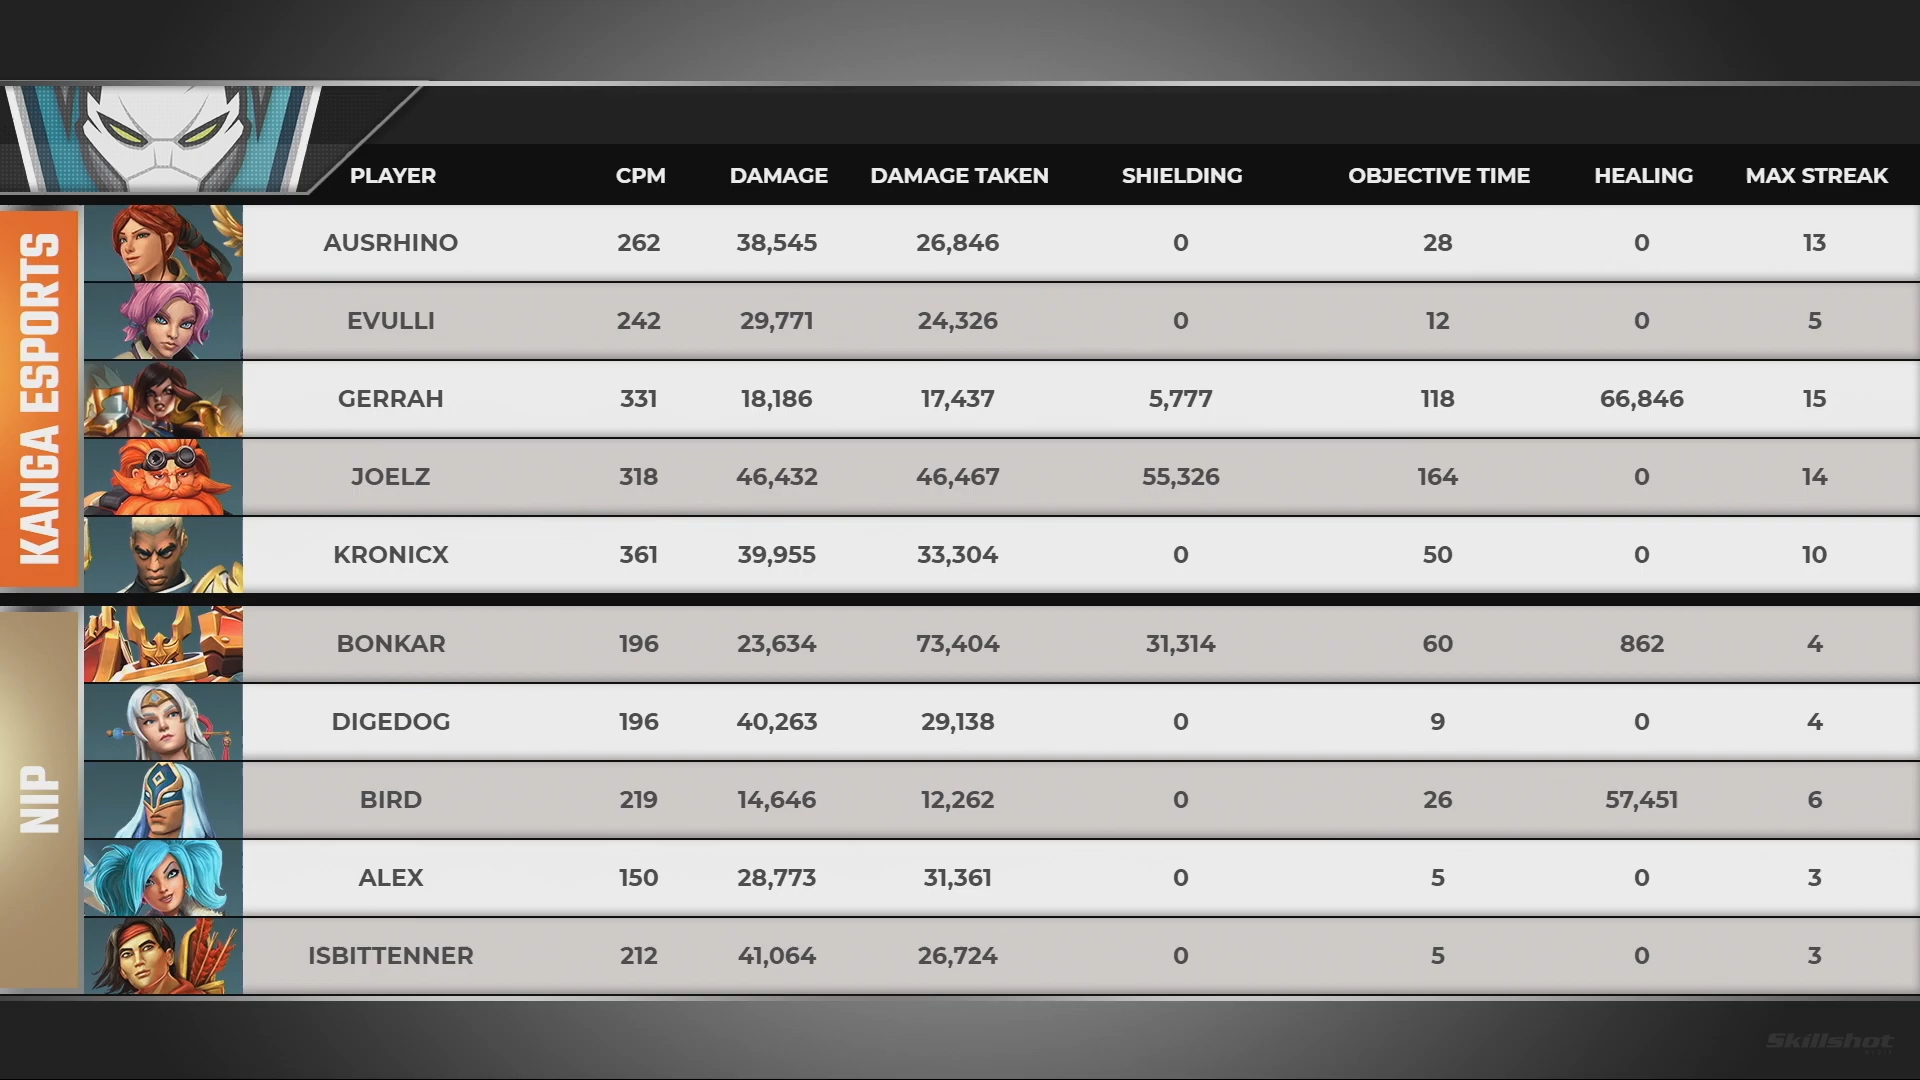 PLAYER CPM DAMAGE DAMAGE TAKEN SHIELDING OBJECTIVE TIME HEALING MAX STREAK
KANGA ESPORTS
AUSRHINO 262 38,545 26,846 0 28 0 13
EVULLI 242 29,771 24,326 0 12 0 5
GERRAH 331 18,186 17,437 5,777 118 66,846 15
JOELZ 318 46,432 46,467 55,326 164 0 14
KRONICX 361 39,955 33,304 0 50 0 10
NIP
BONKAR 196 23,634 73,404 31,314 60 862 4
DIGEDOG 196 40,263 29,138 0 9 0 4
BIRD 219 14,646 12,262 0 26 57,451 6
ALEX 150 28,773 31,361 0 5 0 3
ISBITTENNER 212 41,064 26,724 0 5 0 3
Skillshot